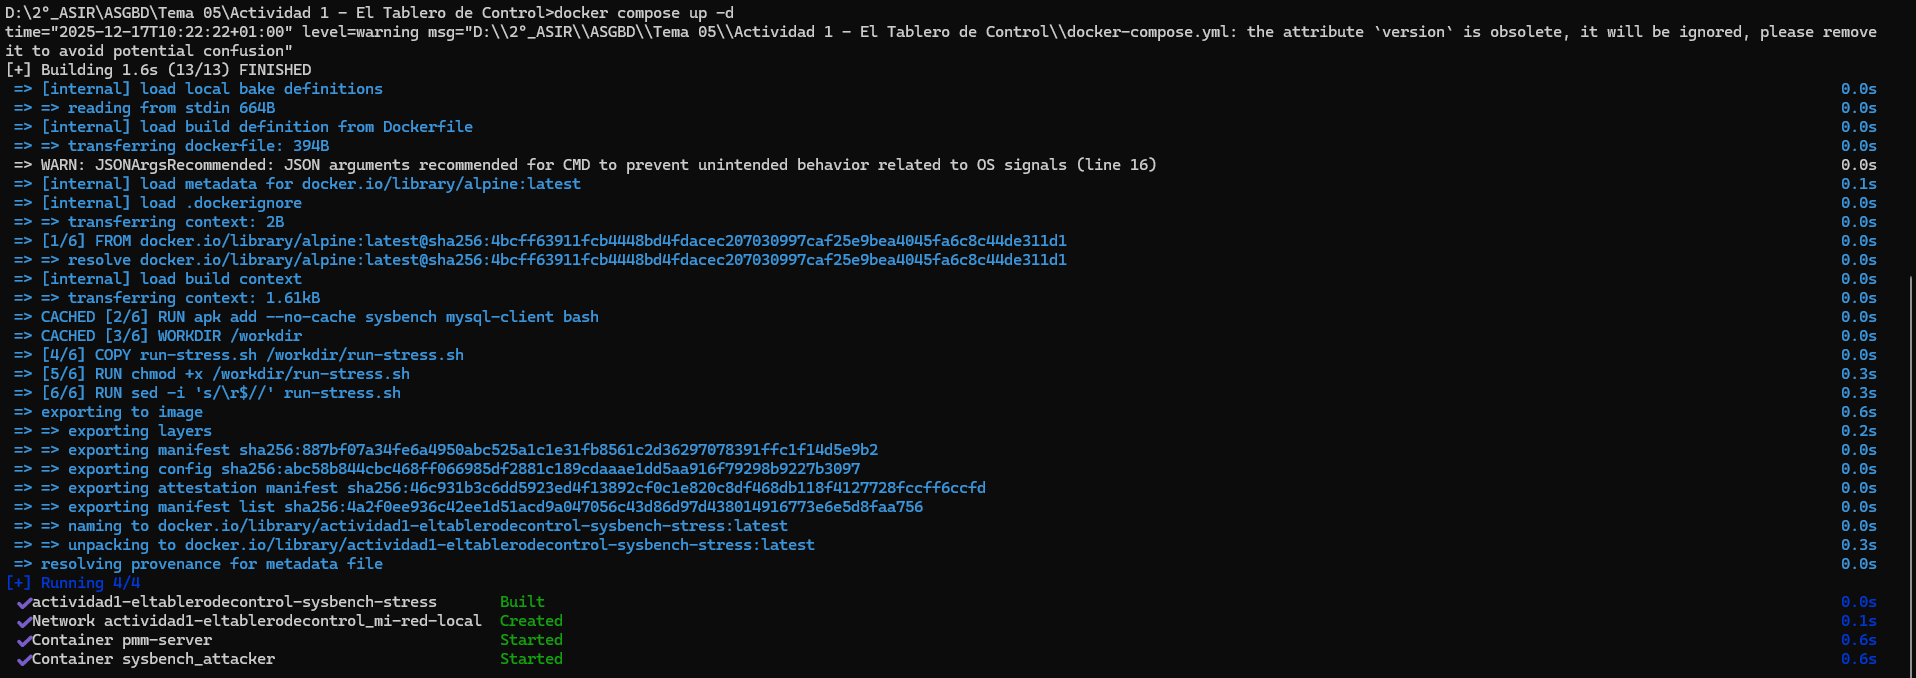 D:\2°_ASIR\ASGBD\Tema 05\Actividad 1 - El Tablero de Control>docker compose up -d
time="2025-12-17T10:22:22+01:00" level=warning msg="D:\\2°_ASIR\\ASGBD\\Tema 05\\Actividad 1 - El Tablero de Control\\docker-compose.yml: the attribute `version` is obsolete, it will be ignored, please remove
it to avoid potential confusion"
[+] Building 1.6s (13/13) FINISHED
=> [internal] load local bake definitions 0.0s
=> => reading from stdin 664B 0.0s
=> [internal] load build definition from Dockerfile 0.0s
=> => transferring dockerfile: 394B 0.0s
=> WARN: JSONArgsRecommended: JSON arguments recommended for CMD to prevent unintended behavior related to OS signals (line 16) 0.0s
=> [internal] load metadata for docker.io/library/alpine:latest 0.1s
=> [internal] load .dockerignore 0.0s
=> => transferring context: 2B 0.0s
=> [1/6] FROM docker.io/library/alpine:latest@sha256:4bcff63911fcb4448bd4fdacec207030997caf25e9bea4045fa6c8c44de311d1 0.0s
=> => resolve docker.io/library/alpine:latest@sha256:4bcff63911fcb4448bd4fdacec207030997caf25e9bea4045fa6c8c44de311d1 0.0s
=> [internal] load build context 0.0s
=> => transferring context: 1.61kB 0.0s
=> CACHED [2/6] RUN apk add --no-cache sysbench mysql-client bash 0.0s
=> CACHED [3/6] WORKDIR /workdir 0.0s
=> [4/6] COPY run-stress.sh /workdir/run-stress.sh 0.0s
=> [5/6] RUN chmod +x /workdir/run-stress.sh 0.3s
=> [6/6] RUN sed -i 's/\r$//' run-stress.sh 0.3s
=> exporting to image 0.6s
=> => exporting layers 0.2s
=> => exporting manifest sha256:887bf07a34fe6a4950abc525a1c1e31fb8561c2d36297078391ffc1f14d5e9b2 0.0s
=> => exporting config sha256:abc58b844cbc468ff066985df2881c189cdaaae1dd5aa916f79298b9227b3097 0.0s
=> => exporting attestation manifest sha256:46c931b3c6dd5923ed4f13892cf0c1e820c8df468db118f4127728fccff6ccfd 0.0s
=> => exporting manifest list sha256:4a2f0ee936c42ee1d51acd9a047056c43d86d97d438014916773e6e5d8faa756 0.0s
=> => naming to docker.io/library/actividad1-eltablerodecontrol-sysbench-stress:latest 0.0s
=> => unpacking to docker.io/library/actividad1-eltablerodecontrol-sysbench-stress:latest 0.3s
=> resolving provenance for metadata file 0.0s
[+] Running 4/4
✔actividad1-eltablerodecontrol-sysbench-stress Built 0.0s
✔Network actividad1-eltablerodecontrol_mi-red-local Created 0.1s
✔Container pmm-server Started 0.6s
✔Container sysbench_attacker Started 0.6s